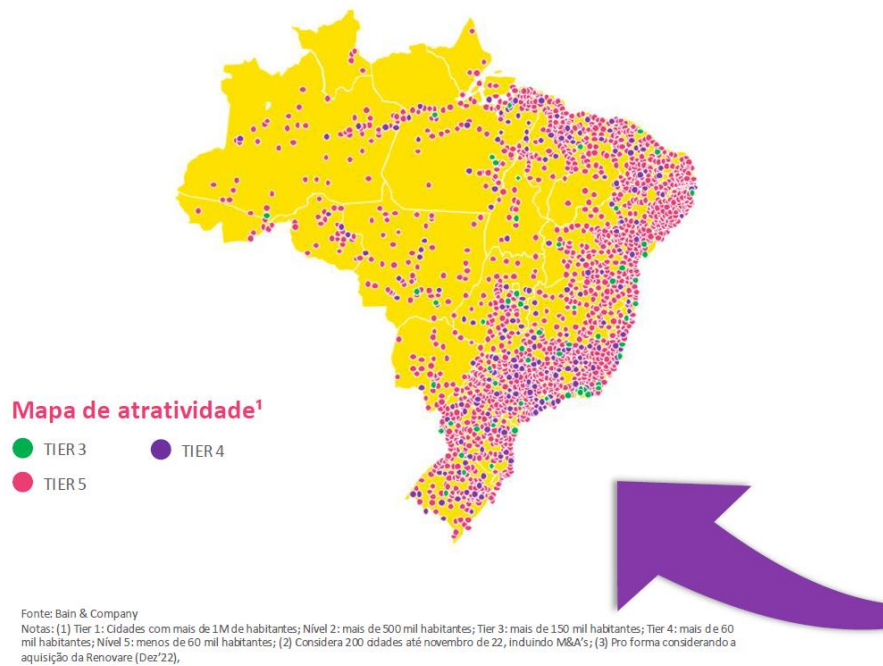 Mapa de atratividade¹
TIER 3
TIER 4
TIER 5
Fonte: Bain & Company
Notas: (1) Tier 1: Cidades com mais de 1M de habitantes; Nível 2: mais de 500 mil habitantes; Tier 3: mais de 150 mil habitantes; Tier 4: mais de 60
mil habitantes; Nível 5: menos de 60 mil habitantes; (2) Considera 200 cidades até novembro de 22, induindo M&A's; (3) Pro forma considerando a
aquisição da Renovare (Dez'22),